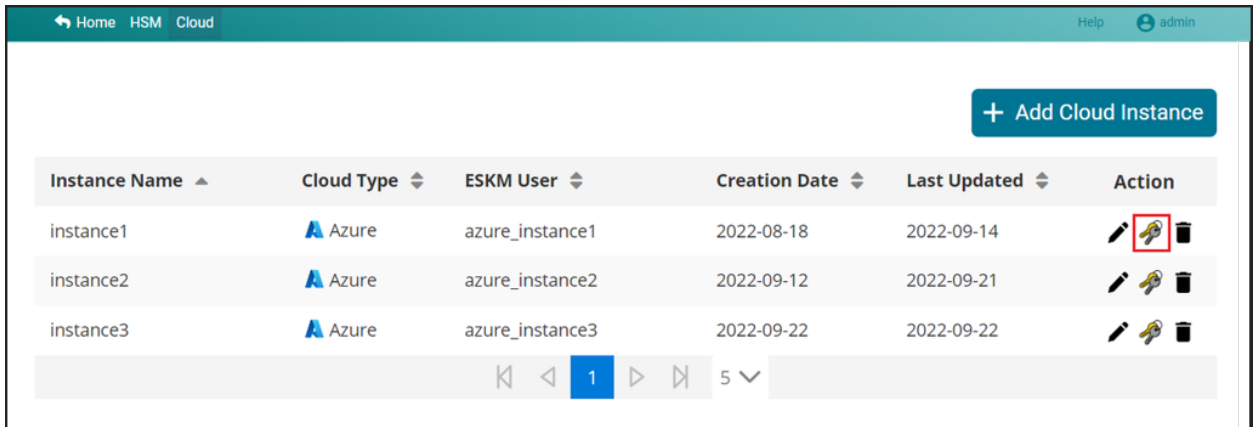 Home HSM Cloud Help admin
+ Add Cloud Instance
Instance Name Cloud Type ESKM User Creation Date Last Updated Action
instance1 Azure azure_instance1 2022-08-18 2022-09-14
instance2 Azure azure_instance2 2022-09-12 2022-09-21
instance3 Azure azure_instance3 2022-09-22 2022-09-22
1 5